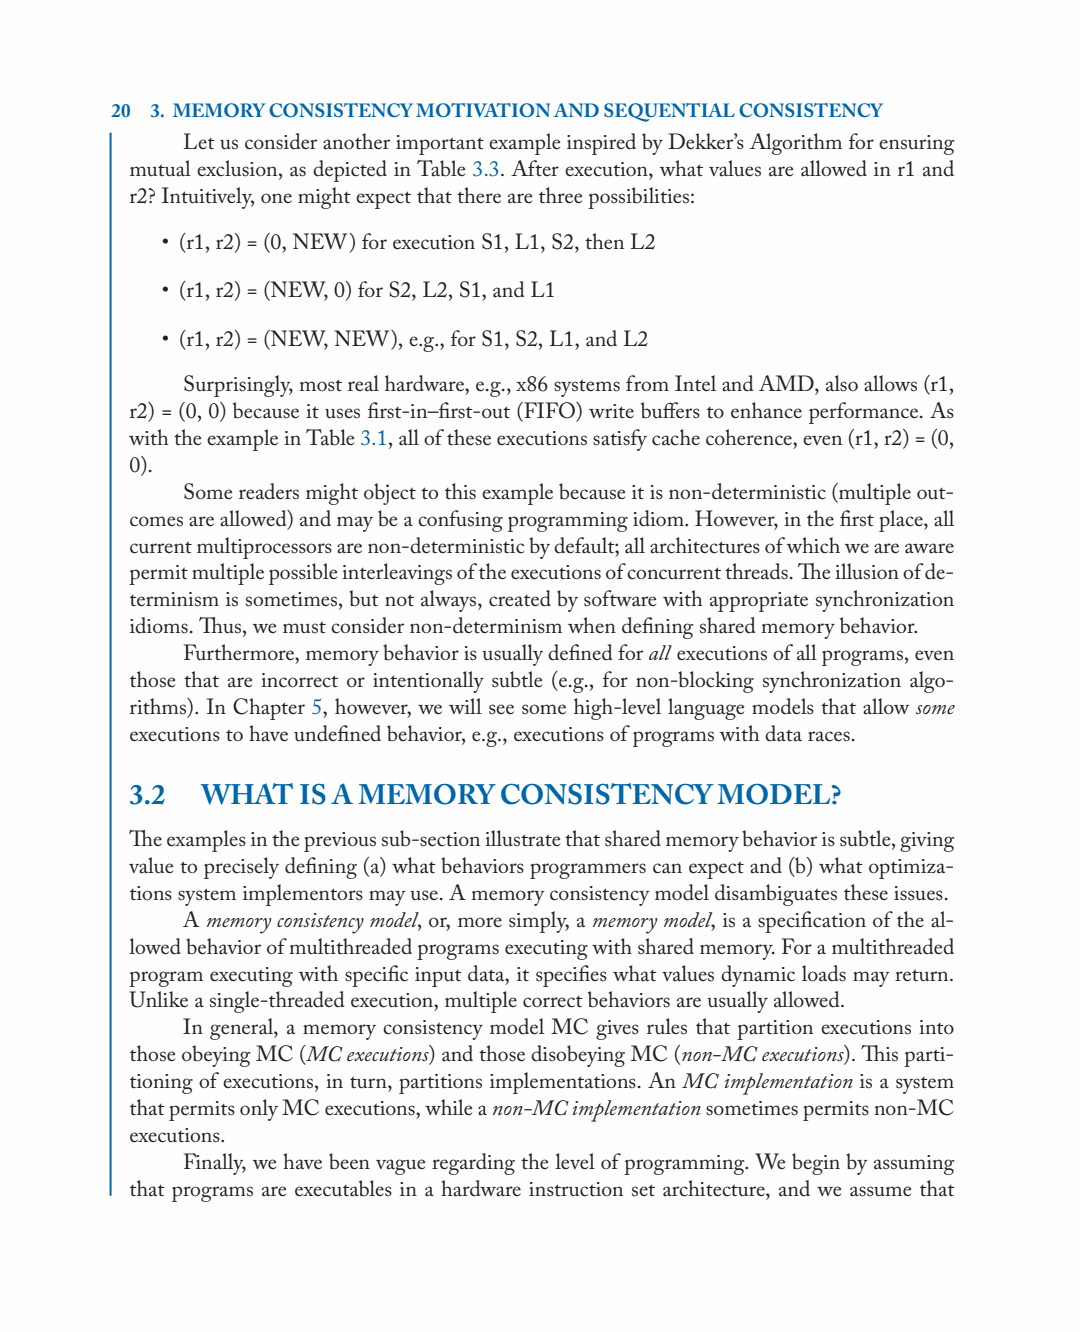 20 3. MEMORY CONSISTENCY MOTIVATION AND SEQUENTIAL CONSISTENCY
Let us consider another important example inspired by Dekker’s Algorithm for ensuring
mutual exclusion, as depicted in Table 3.3. After execution, what values are allowed in r1 and
r2? Intuitively, one might expect that there are three possibilities:
• (r1, r2) = (0, NEW) for execution S1, L1, S2, then L2
• (r1, r2) = (NEW, 0) for S2, L2, S1, and L1
• (r1, r2) = (NEW, NEW), e.g., for S1, S2, L1, and L2
Surprisingly, most real hardware, e.g., x86 systems from Intel and AMD, also allows (r1,
r2) = (0, 0) because it uses first-in–first-out (FIFO) write buffers to enhance performance. As
with the example in Table 3.1, all of these executions satisfy cache coherence, even (r1, r2) = (0,
0).
Some readers might object to this example because it is non-deterministic (multiple out-
comes are allowed) and may be a confusing programming idiom. However, in the first place, all
current multiprocessors are non-deterministic by default; all architectures of which we are aware
permit multiple possible interleavings of the executions of concurrent threads. The illusion of de-
terminism is sometimes, but not always, created by software with appropriate synchronization
idioms. Thus, we must consider non-determinism when defining shared memory behavior.
Furthermore, memory behavior is usually defined for all executions of all programs, even
those that are incorrect or intentionally subtle (e.g., for non-blocking synchronization algo-
rithms). In Chapter 5, however, we will see some high-level language models that allow some
executions to have undefined behavior, e.g., executions of programs with data races.
3.2 WHAT IS A MEMORY CONSISTENCY MODEL?
The examples in the previous sub-section illustrate that shared memory behavior is subtle, giving
value to precisely defining (a) what behaviors programmers can expect and (b) what optimiza-
tions system implementors may use. A memory consistency model disambiguates these issues.
A memory consistency model, or, more simply, a memory model, is a specification of the al-
lowed behavior of multithreaded programs executing with shared memory. For a multithreaded
program executing with specific input data, it specifies what values dynamic loads may return.
Unlike a single-threaded execution, multiple correct behaviors are usually allowed.
In general, a memory consistency model MC gives rules that partition executions into
those obeying MC (MC executions) and those disobeying MC (non-MC executions). This parti-
tioning of executions, in turn, partitions implementations. An MC implementation is a system
that permits only MC executions, while a non-MC implementation sometimes permits non-MC
executions.
Finally, we have been vague regarding the level of programming. We begin by assuming
that programs are executables in a hardware instruction set architecture, and we assume that